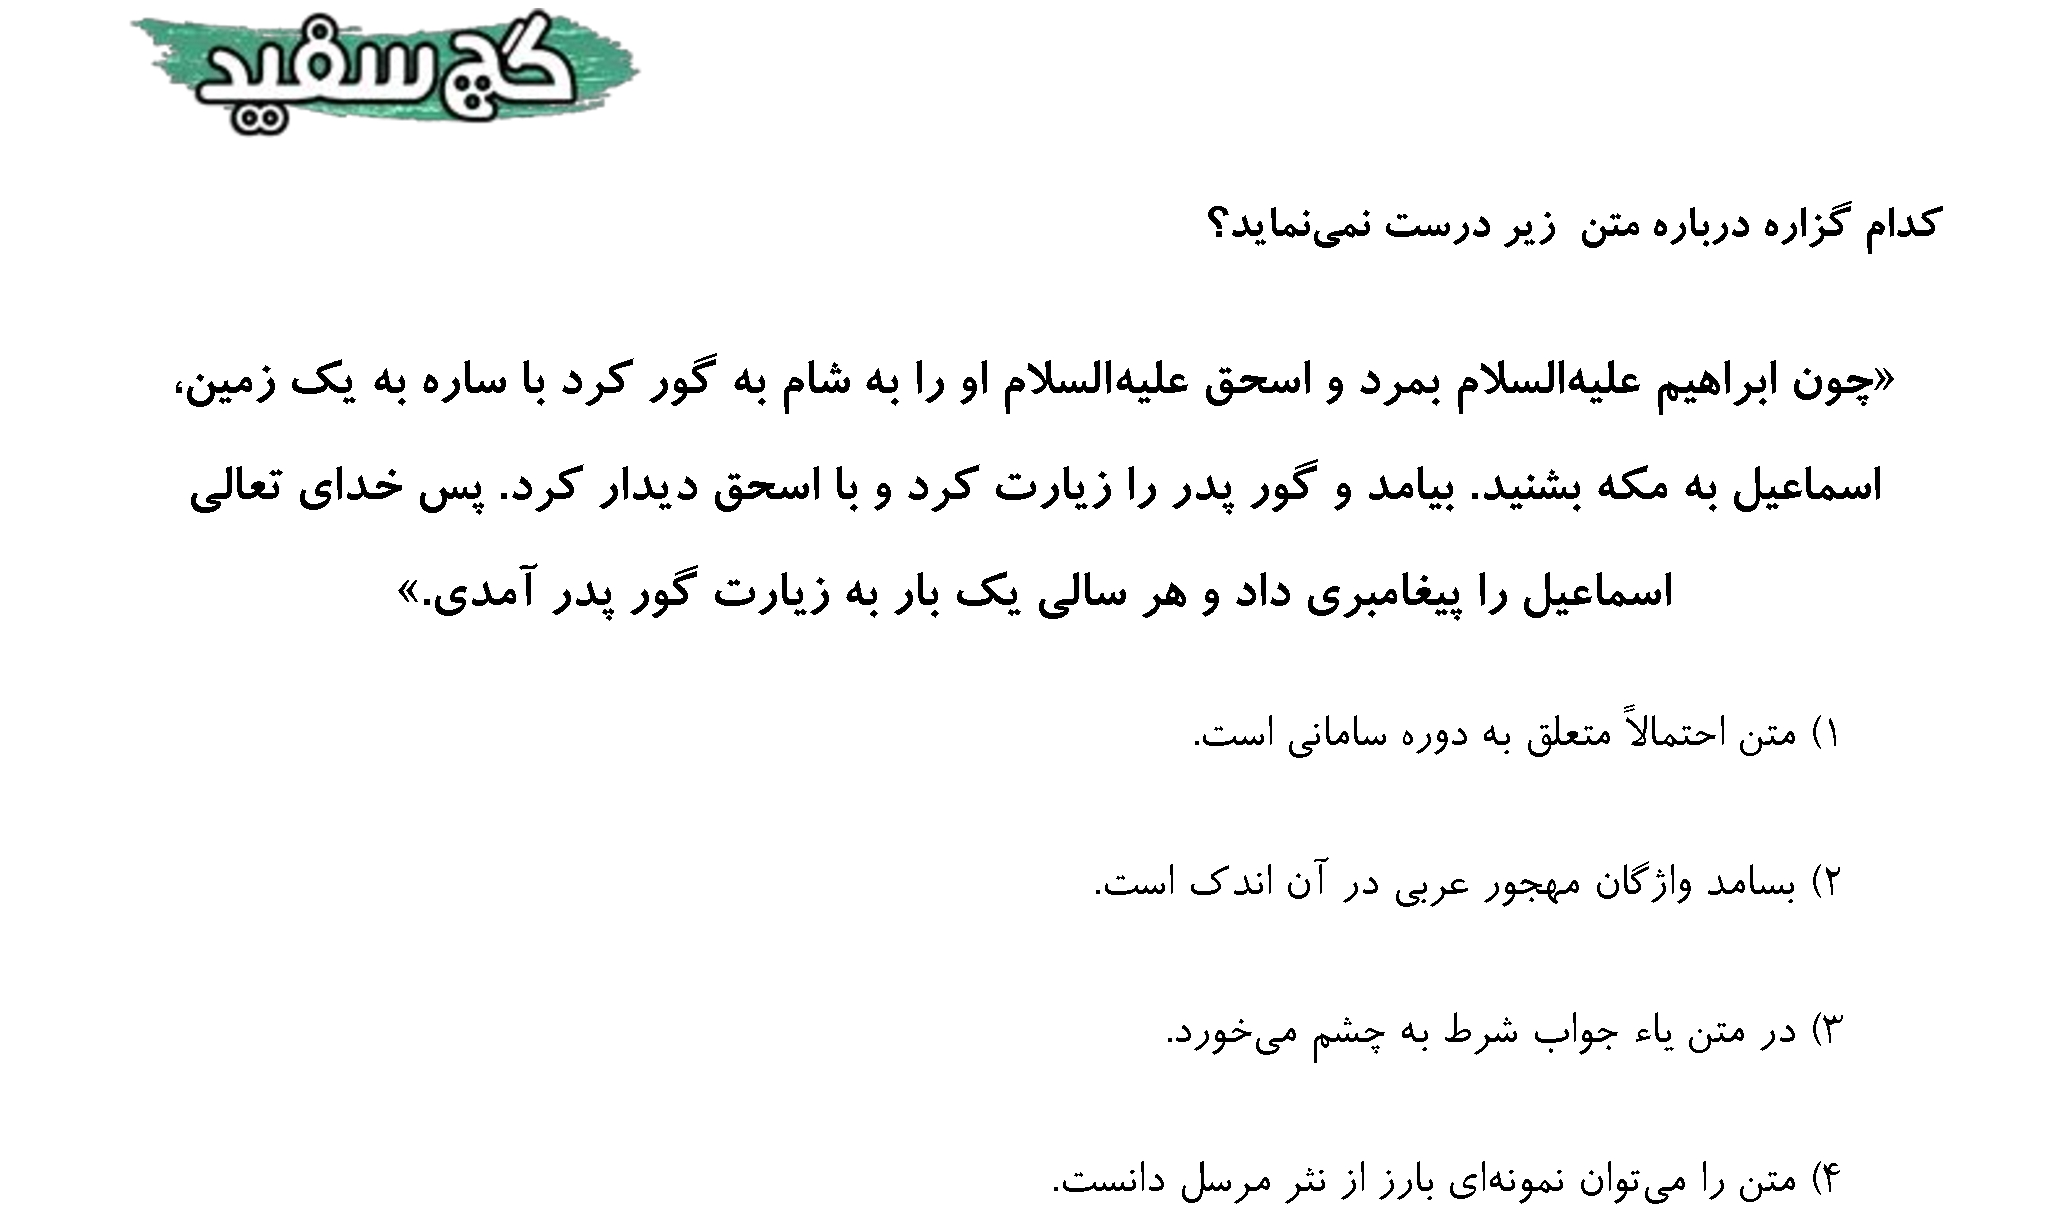 گچ سفید
کدام گزاره درباره متن زیر درست نمی‌نماید؟
«چون ابراهیم علیه‌السلام بمرد و اسحق علیه‌السلام او را به شام به گور کرد با ساره به یک زمین،
اسماعیل به مکه بشنید. بیامد و گور پدر را زیارت کرد و با اسحق دیدار کرد. پس خدای تعالی
اسماعیل را پیغامبری داد و هر سالی یک بار به زیارت گور پدر آمدی.»
۱) متن احتمالاً متعلق به دوره سامانی است.
۲) بسامد واژگان مهجور عربی در آن اندک است.
۳) در متن یاء جواب شرط به چشم می‌خورد.
۴) متن را می‌توان نمونه‌ای بارز از نثر مرسل دانست.